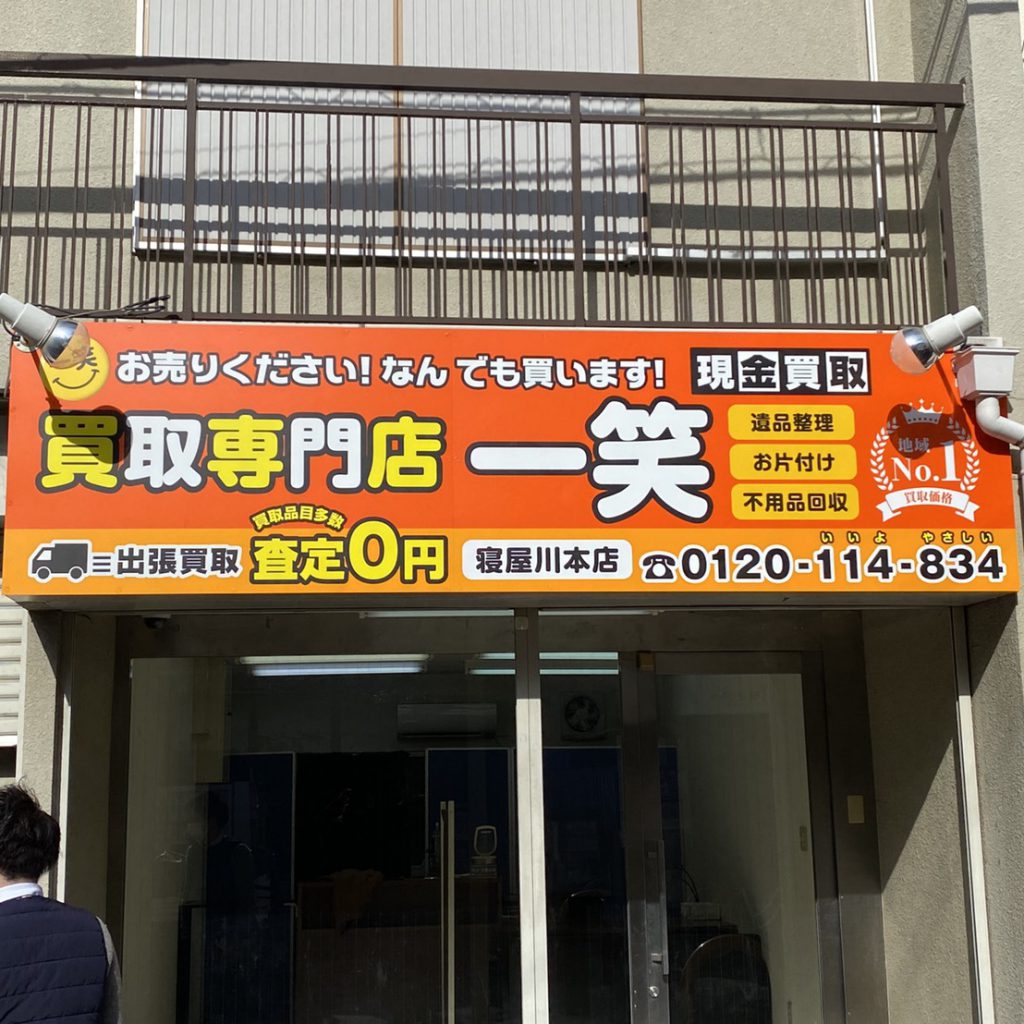 笑
お売りください!なんでも買います!
現金買取
買取専門店 一笑
遺品整理
お片付け
不用品回収
地域
No.1
買取価格
買取品目多数
出張買取 査定0円
寝屋川本店
いいよ やさしい
☎0120-114-834